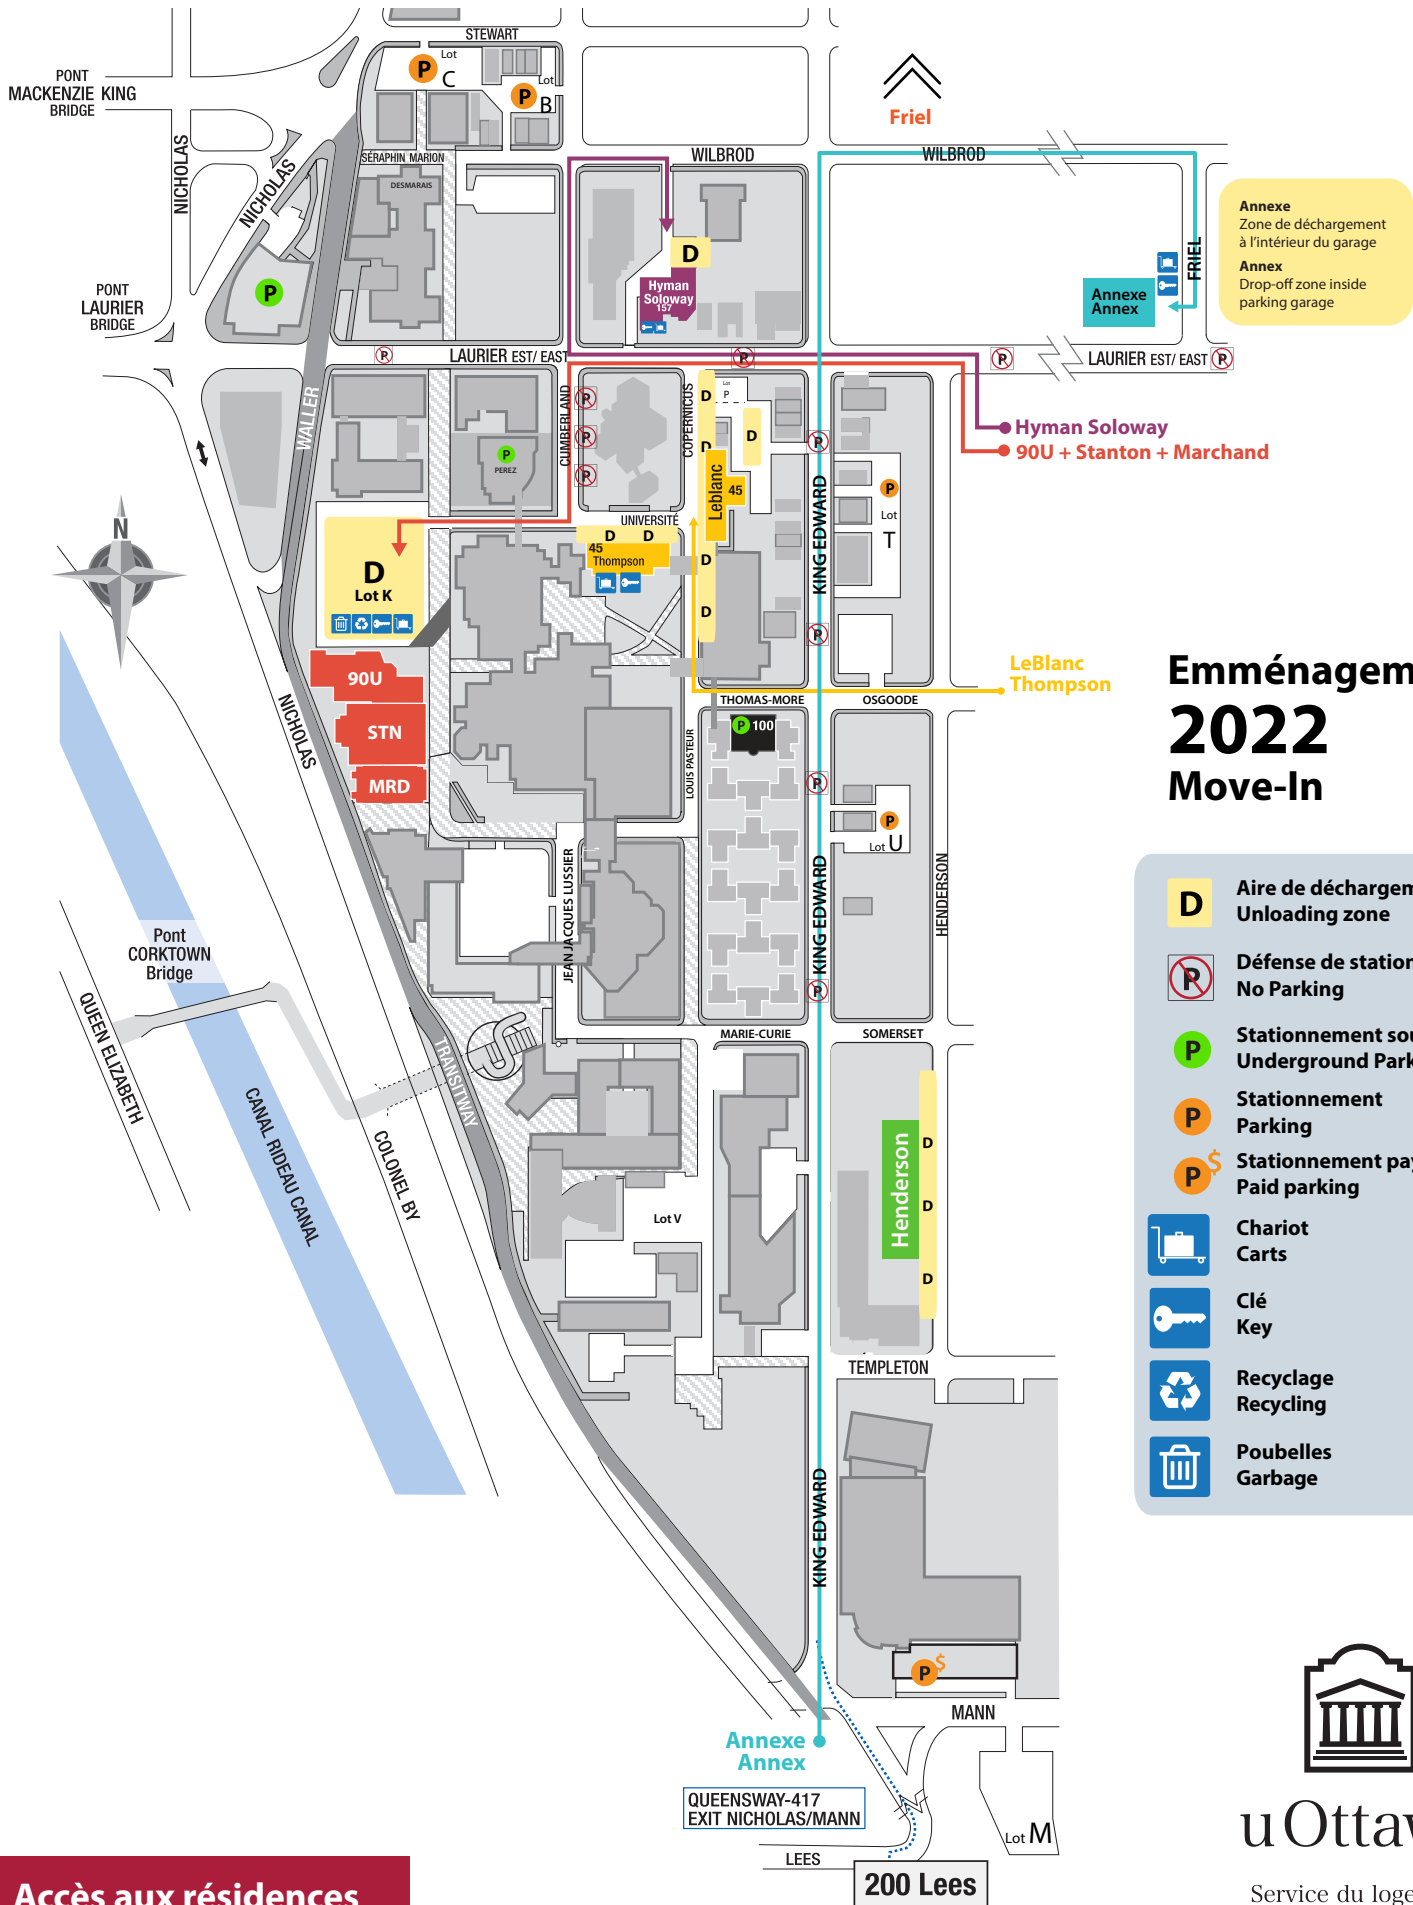 STEWART
Lot
C
P
Lot
B
P
PONT
MACKENZIE KING
BRIDGE
Friel
NICHOLAS
NICHOLAS
SÉRAPHIN MARION
WILBROD
WILBROD
DESMARAIS
Annexe
Zone de déchargement
à l'intérieur du garage
Annex
Drop-off zone inside
parking garage
FRIEL
D
Hyman
Soloway
157
Annexe
Annex
P
PONT
LAURIER
BRIDGE
P
LAURIER EST/ EAST
P
P
LAURIER EST/ EAST
P
WALLER
CUMBERLAND
P
P
P
COPERNICUS
D
Lot
P
D
D
P
Hyman Soloway
90U + Stanton + Marchand
P
PEREZ
Leblanc
45
KING EDWARD
P
Lot
T
N
UNIVERSITÉ
D
D
45
Thompson
D
D
D
Lot K
P
90U
STN
MRD
LeBlanc
Thompson
Emménagem
2022
Move-In
THOMAS-MORE
OSGOODE
P
100
NICHOLAS
LOUIS PASTEUR
P
P
Lot U
JEAN JACQUES LUSSIER
KING EDWARD
HENDERSON
P
D
Aire de décharg​em
Unloading zone
P
Défense de station
No Parking
P
Stationnement sou
Underground Park
P
Stationnement
Parking
P $
Stationnement pay
Paid parking
Chariot
Carts
Clé
Key
Recyclage
Recycling
Poubelles
Garbage
Pont
CORKTOWN
Bridge
QUEEN ELIZABETH
CANAL RIDEAU CANAL
COLONEL BY
TRANSITWAY
MARIE-CURIE
SOMERSET
Henderson
D
D
D
Lot V
TEMPLETON
KING EDWARD
P $
MANN
Annexe
Annex
QUEENSWAY-417
EXIT NICHOLAS/MANN
Lot M
LEES
200 Lees
uOttaw
Service du loge
Accès aux résidences